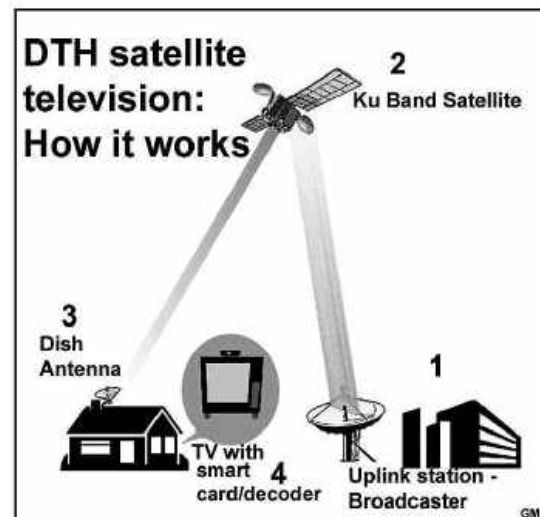 DTH satellite
television:
How it works
2
Ku Band Satellite
3
Dish
Antenna
1
TV with
smart
card/decoder
4
Uplink station -
Broadcaster
GM